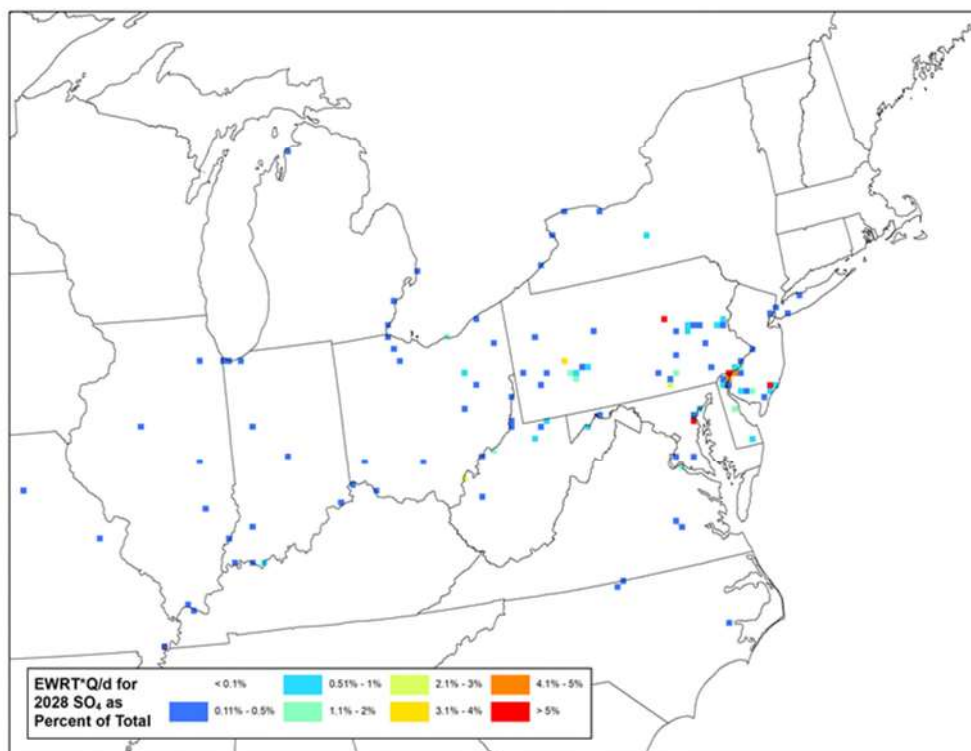 EWRT*Q/d for
2028 SO₄ as
Percent of Total
< 0.1% 0.51% - 1% 2.1% - 3% 4.1% - 5%
0.11% - 0.5% 1.1% - 2% 3.1% - 4% > 5%